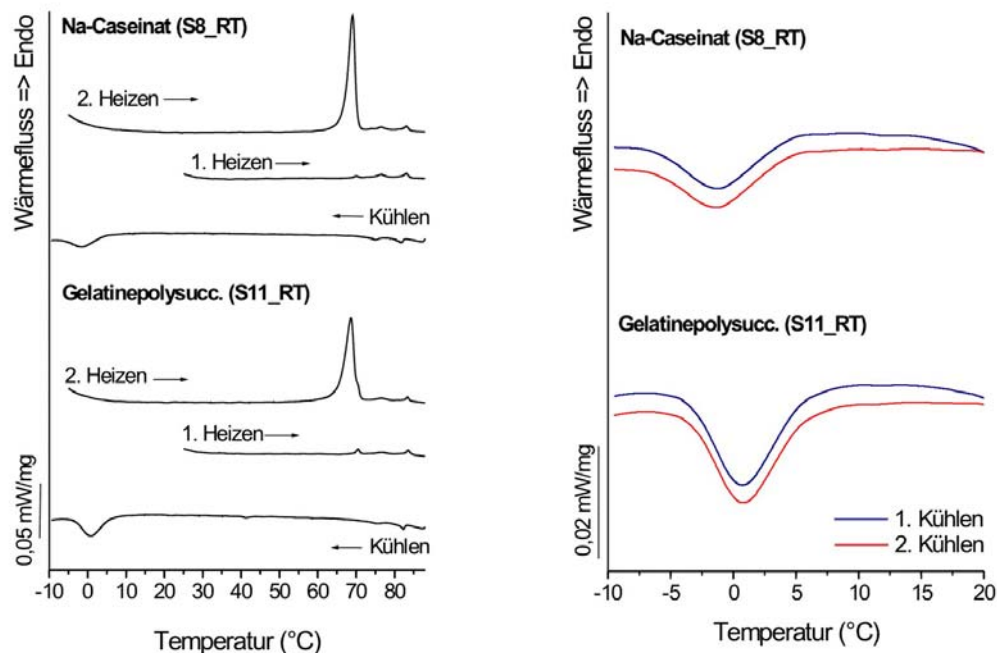 Wärmefluss => Endo
Na-Caseinat (S8_RT)
2. Heizen
1. Heizen
Kühlen
Gelatinepolysucc. (S11_RT)
2. Heizen
1. Heizen
Kühlen
0,05 mW/mg
-10 0 10 20 30 40 50 60 70 80
Temperatur (°C)
Wärmefluss => Endo
Na-Caseinat (S8_RT)
Gelatinepolysucc. (S11_RT)
0,02 mW/mg
1. Kühlen
2. Kühlen
-10 -5 0 5 10 15 20
Temperatur (°C)